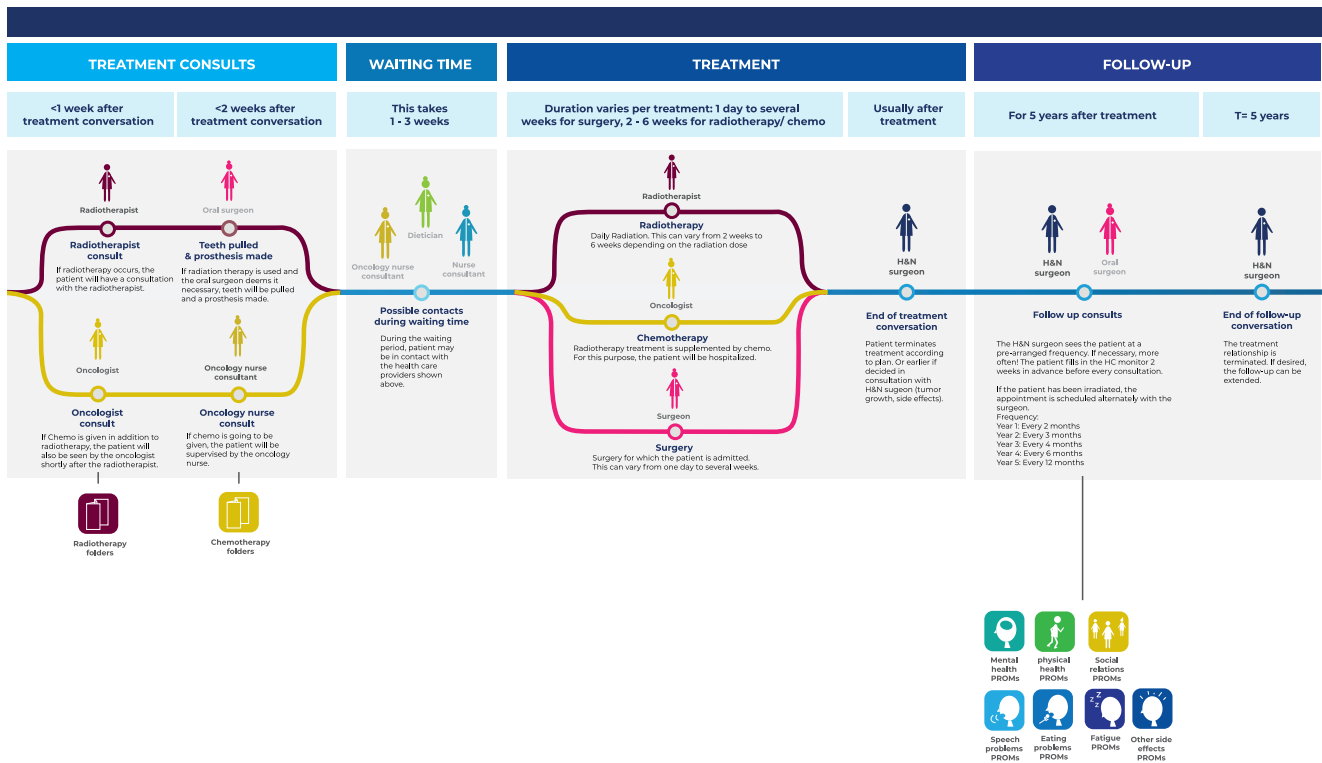 TREATMENT CONSULTS
<1 week after
treatment conversation
<2 weeks after
treatment conversation
Radiotherapist
Radiotherapist
consult
If radiotherapy occurs, the
patient will have a consultation
with the radiotherapist.
Oral surgeon
Teeth pulled
& prosthesis made
If radiation therapy is used and
the oral surgeon deems it
necessary, teeth will be pulled
and a prosthesis made.
Oncologist
Oncologist
consult
If Chemo is given in addition to
radiotherapy, the patient will
also be seen by the oncologist
shortly after the radiotherapist.
Oncology nurse
consultant
Oncology nurse
consult
If chemo is going to be
given, the patient will be
supervised by the oncology
nurse.
Radiotherapy
folders
Chemotherapy
folders
WAITING TIME
This takes
1 - 3 weeks
Oncology nurse
consultant
Dietician
Nurse
consultant
Possible contacts
during waiting time
During the waiting
period, patient may
be in contact with
the health care
providers shown
above.
TREATMENT
Duration varies per treatment: 1 day to several
weeks for surgery, 2 - 6 weeks for radiotherapy/ chemo
Usually after
treatment
Radiotherapist
Radiotherapy
Daily Radiation. This can vary from 2 weeks to
6 weeks depending on the radiation dose
Oncologist
Chemotherapy
Radiotherapy treatment is supplemented by chemo.
For this purpose, the patient will be hospitalized.
Surgeon
Surgery
Surgery for which the patient is admitted.
This can vary from one day to several weeks.
H&N
surgeon
End of treatment
conversation
Patient terminates
treatment according
to plan. Or earlier if
decided in
consultation with
H&N sugeon (tumor
growth, side effects).
FOLLOW-UP
For 5 years after treatment
T= 5 years
H&N
surgeon
Oral
surgeon
Follow up consults
The H&N surgeon sees the patient at a
pre-arranged frequency. If necessary, more
often! The patient fills in the HC monitor 2
weeks in advance before every consultation.
If the patient has been irradiated, the
appointment is scheduled alternately with the
surgeon.
Frequency:
Year 1: Every 2 months
Year 2: Every 3 months
Year 3: Every 4 months
Year 4: Every 6 months
Year 5: Every 12 months
H&N
surgeon
End of follow-up
conversation
The treatment
relationship is
terminated. If desired,
the follow-up can be
extended.
Mental
health
PROMs
physical
health
PROMs
Social
relations
PROMs
z z z
Speech
problems
PROMs
Eating
problems
PROMs
Fatigue
PROMs
Other side
effects
PROMs